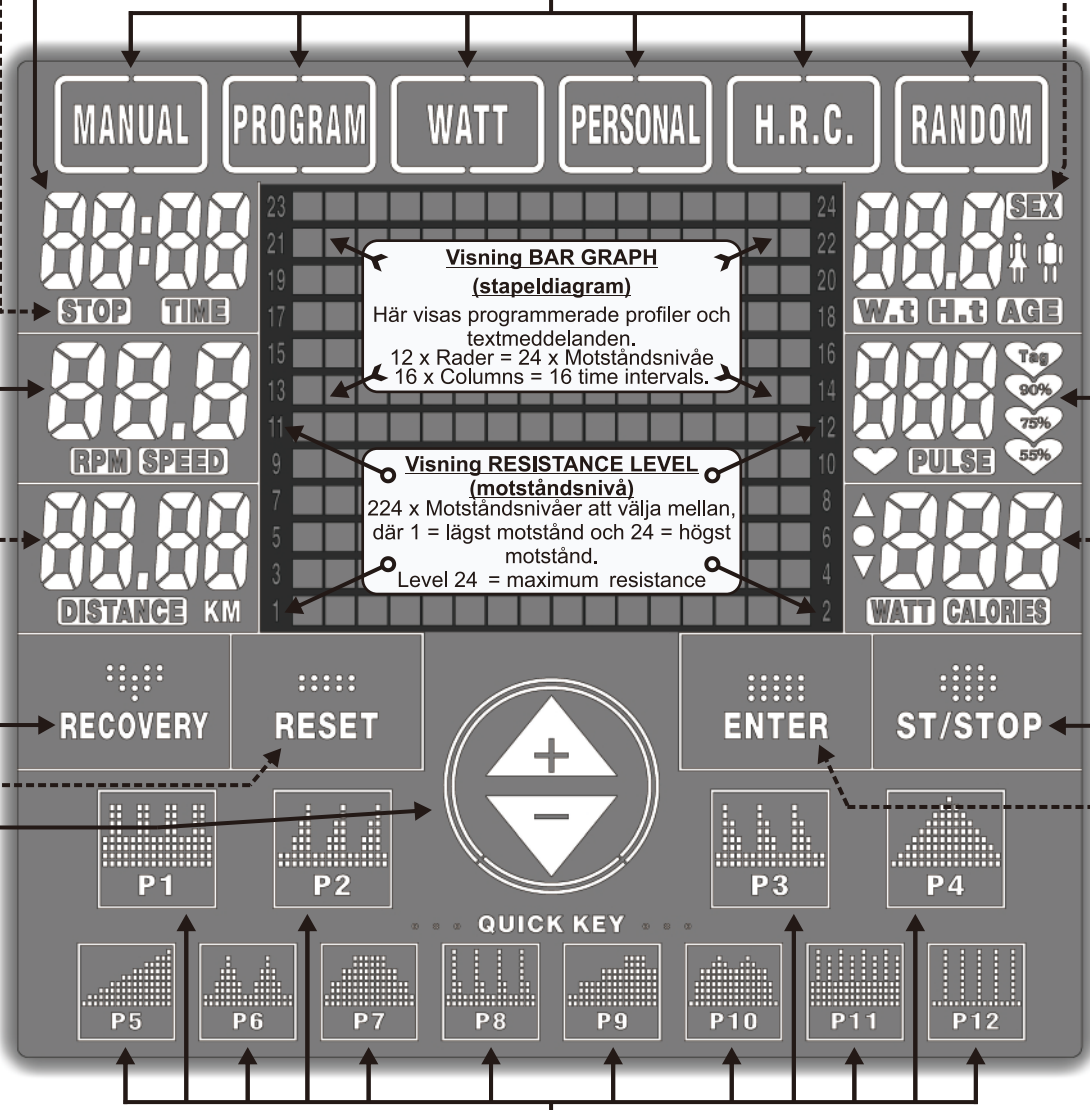 MANUAL PROGRAM WATT PERSONAL H.R.C. RANDOM
88:88
STOP TIME
88.8
RPM SPEED
88.88
DISTANCE KM
23 24
21 22
19 20
17 18
15 16
13 14
11 12
9 10
7 8
5 6
3 4
1 2
Visning BAR GRAPH
(stapeldiagram)
Här visas programmerade profiler och
textmeddelanden.
12 x Rader = 24 x Motståndsnivåe
16 x Columns = 16 time intervals.
Visning RESISTANCE LEVEL
(motståndsnivå)
224 x Motståndsnivåer att välja mellan,
där 1 = lägst motstånd och 24 = högst
motstånd.
Level 24 = maximum resistance
88.8 SEX
W.t H.t AGE
888
Tag
90%
75%
55%
PULSE
888
WATT CALORIES
RECOVERY RESET ENTER ST/STOP
+
−
P1 P2 P3 P4
QUICK KEY
P5 P6 P7 P8 P9 P10 P11 P12